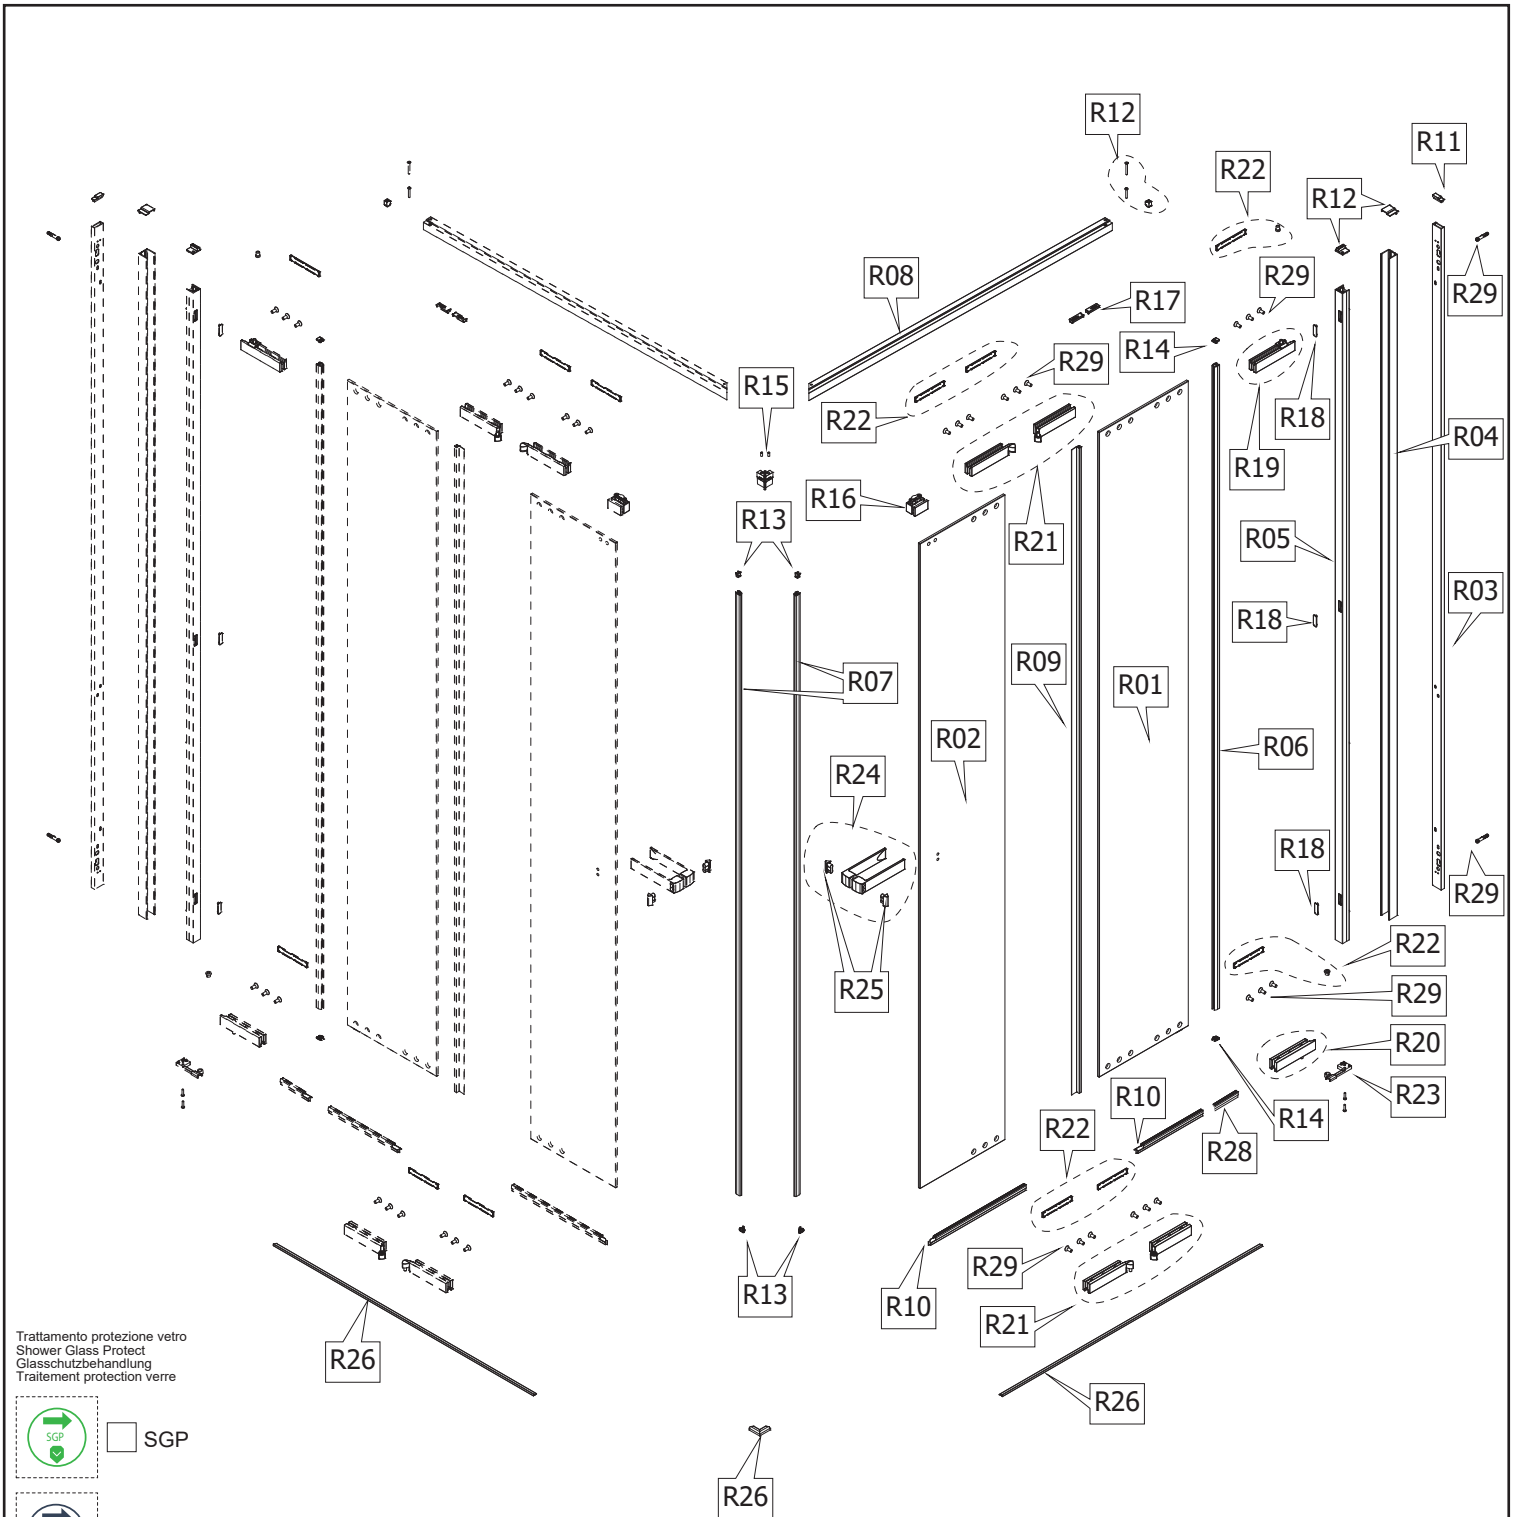 R12
R11
R22
R12
R08
R29
R29
R17
R14
R29
R15
R22
R18
R04
R19
R16
R13
R21
R05
R03
R18
R09
R07
R01
R02
R06
R24
R18
R29
R22
R25
R29
R20
R23
R10
R14
R22
R28
R29
R13
R10
R21
Trattamento protezione vetro
Shower Glass Protect
Glasschutzbehandlung
Traitement protection verre
R26
R26
SGP
SGP
R26